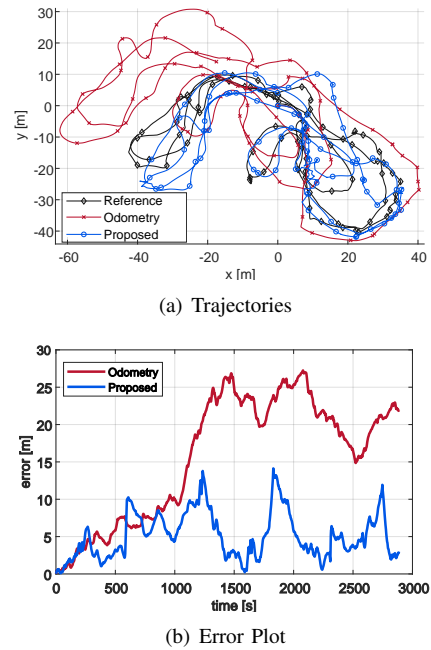 30
20
10
0
-10
-20
-30
-40
y [m]
Reference
Odometry
Proposed
-60 -40 -20 0 20 40
x [m]
(a) Trajectories
30
25
20
15
10
5
0
error [m]
Odometry
Proposed
0 500 1000 1500 2000 2500 3000
time [s]
(b) Error Plot